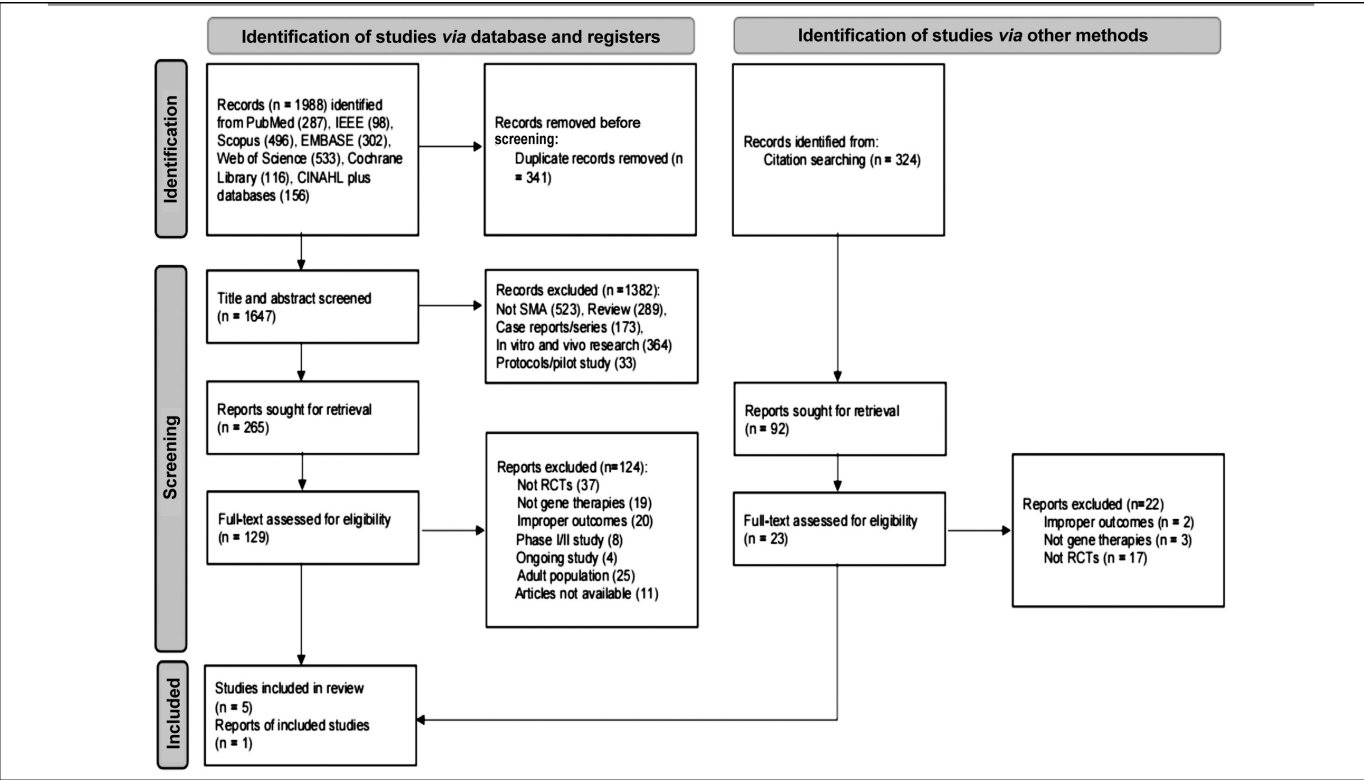 Identification of studies via database and registers
Identification of studies via other methods
Identification
Records (n = 1988) identified
from PubMed (287), IEEE (98),
Scopus (496), EMBASE (302),
Web of Science (533), Cochrane
Library (116), CINAHL plus
databases (156)
Records removed before
screening:
Duplicate records removed (n
= 341)
Records identified from:
Citation searching (n = 324)
Screening
Title and abstract screened
(n = 1647)
Records excluded (n =1382):
Not SMA (523), Review (289),
Case reports/series (173),
In vitro and vivo research (364)
Protocols/pilot study (33)
Reports sought for retrieval
(n = 265)
Reports sought for retrieval
(n = 92)
Full-text assessed for eligibility
(n = 129)
Reports excluded (n=124):
Not RCTs (37)
Not gene therapies (19)
Improper outcomes (20)
Phase I/II study (8)
Ongoing study (4)
Adult population (25)
Articles not available (11)
Full-text assessed for eligibility
(n = 23)
Reports excluded (n=22)
Improper outcomes (n = 2)
Not gene therapies (n = 3)
Not RCTs (n = 17)
Included
Studies included in review
(n = 5)
Reports of included studies
(n = 1)